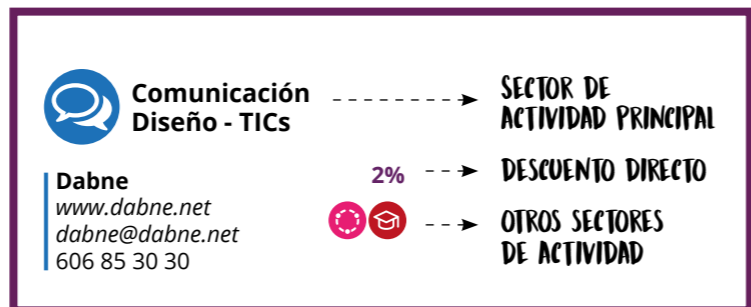 Comunicación
Diseño - TICs
SECTOR DE
ACTIVIDAD PRINCIPAL
Dabne
www.dabne.net
dabne@dabne.net
606 85 30 30
2%
DESCUENTO DIRECTO
OTROS SECTORES
DE ACTIVIDAD